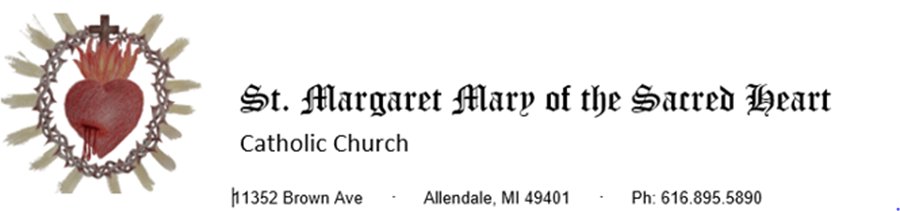 St. Margaret Mary of the Sacred Heart
Catholic Church
11352 Brown Ave · Allendale, MI 49401 · Ph: 616.895.5890